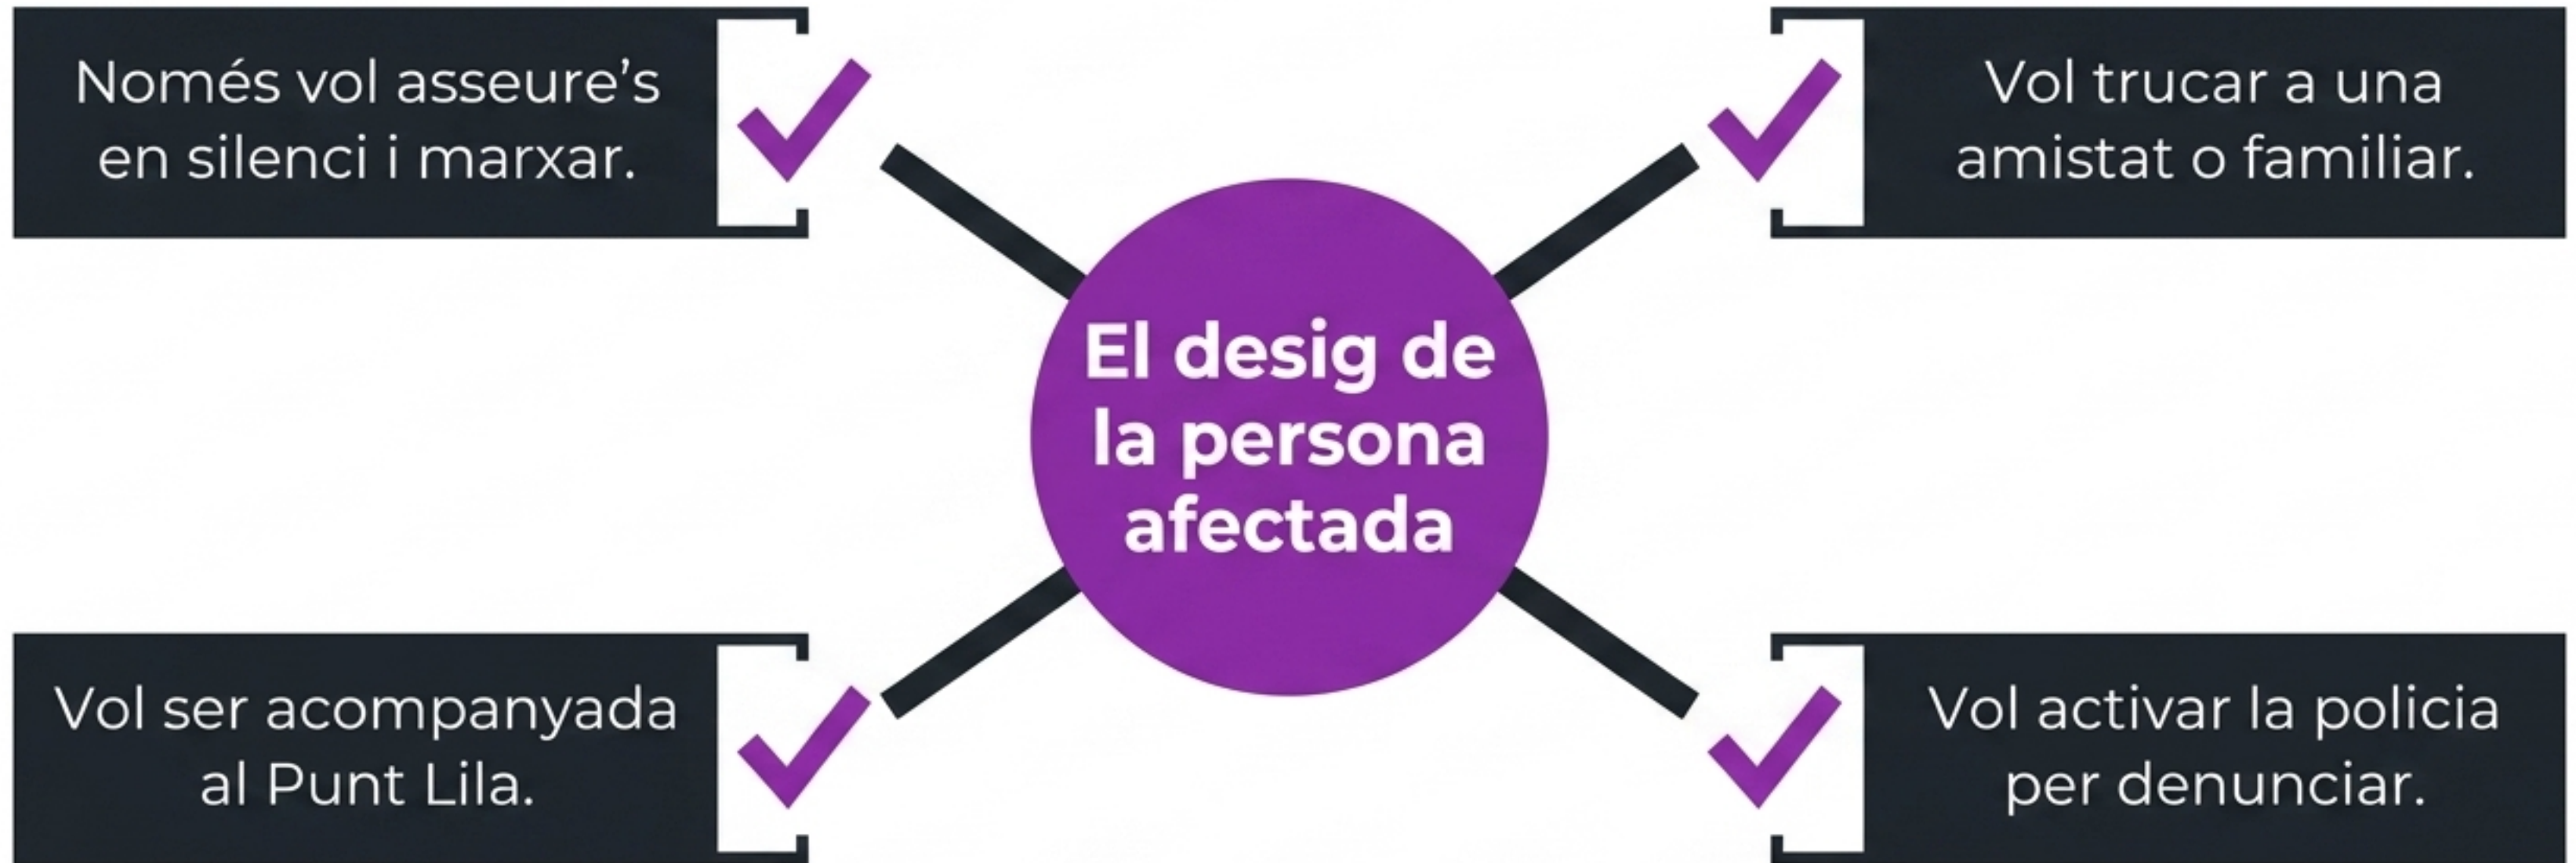 Només vol asseure’s
en silenci i marxar.
Vol trucar a una
amistat o familiar.
El desig de
la persona
afectada
Vol ser acompanyada
al Punt Lila.
Vol activar la policia
per denunciar.